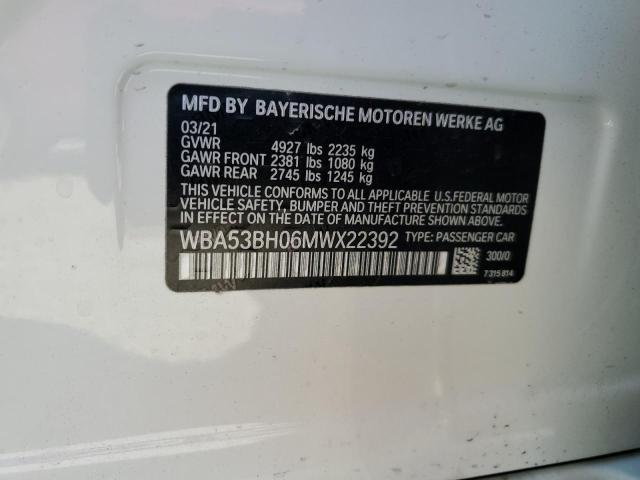 MFD BY BAYERISCHE MOTOREN WERKE AG
03/21
GVWR 4927 lbs 2235 kg
GAWR FRONT 2381 lbs 1080 kg
GAWR REAR 2745 lbs 1245 kg
THIS VEHICLE CONFORMS TO ALL APPLICABLE U.S.FEDERAL MOTOR
VEHICLE SAFETY, BUMPER, AND THEFT PREVENTION STANDARDS IN
EFFECT ON THE DATE OF MANUFACTURE SHOWN ABOVE.
WBA53BH06MWX22392 TYPE: PASSENGER CAR
300/0
7 315 814